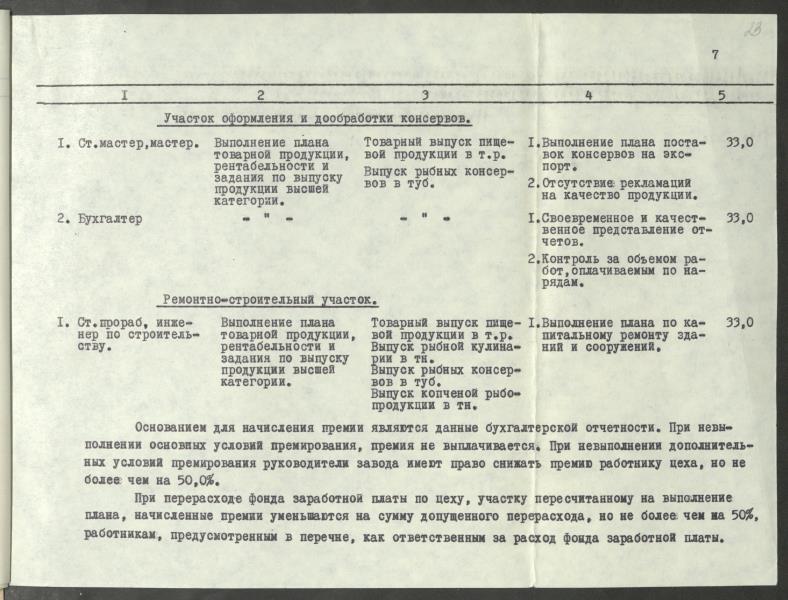 23
7
I 2 3 4 5
Участок оформления и дообработки консервов.
I. Ст.мастер,мастер. Выполнение плана Товарный выпуск пище- I.Выполнение плана поста- 33,0
товарной продукции, вой продукции в т.р. вок консервов на экс-
рентабельности и Выпуск рыбных консер- порт.
задания по выпуску вов в туб. 2.Отсутствие рекламаций
продукции высшей на качество продукции.
категории.
2. Бухгалтер - " - - " - I.Своевременное и качест- 33,0
венное представление от-
четов.
2.Контроль за объемом ра-
бот,оплачиваемым по на-
рядам.
Ремонтно-строительный участок.
I. Ст.прораб, инже- Выполнение плана Товарный выпуск пище- I.Выполнение плана по ка- 33,0
нер по строитель- товарной продукции, вой продукции в т.р. питальному ремонту зда-
ству. рентабельности и Выпуск рыбной кулина- ний и сооружений.
задания по выпуску рии в тн.
продукции высшей Выпуск рыбных консер-
категории. вов в туб.
Выпуск копченой рыбо-
продукции в тн.
Основанием для начисления премии являются данные бухгалтерской отчетности. При невы-
полнении основных условий премирования, премия не выплачивается. При невыполнении дополнитель-
ных условий премирования руководители завода имеют право снижать премию работнику цеха, но не
более чем на 50,0%.
При перерасходе фонда заработной платы по цеху, участку пересчитанному на выполнение
плана, начисленные премии уменьшаются на сумму допущенного перерасхода, но не более чем на 50%,
работникам, предусмотренным в перечне, как ответственным за расход фонда заработной платы.